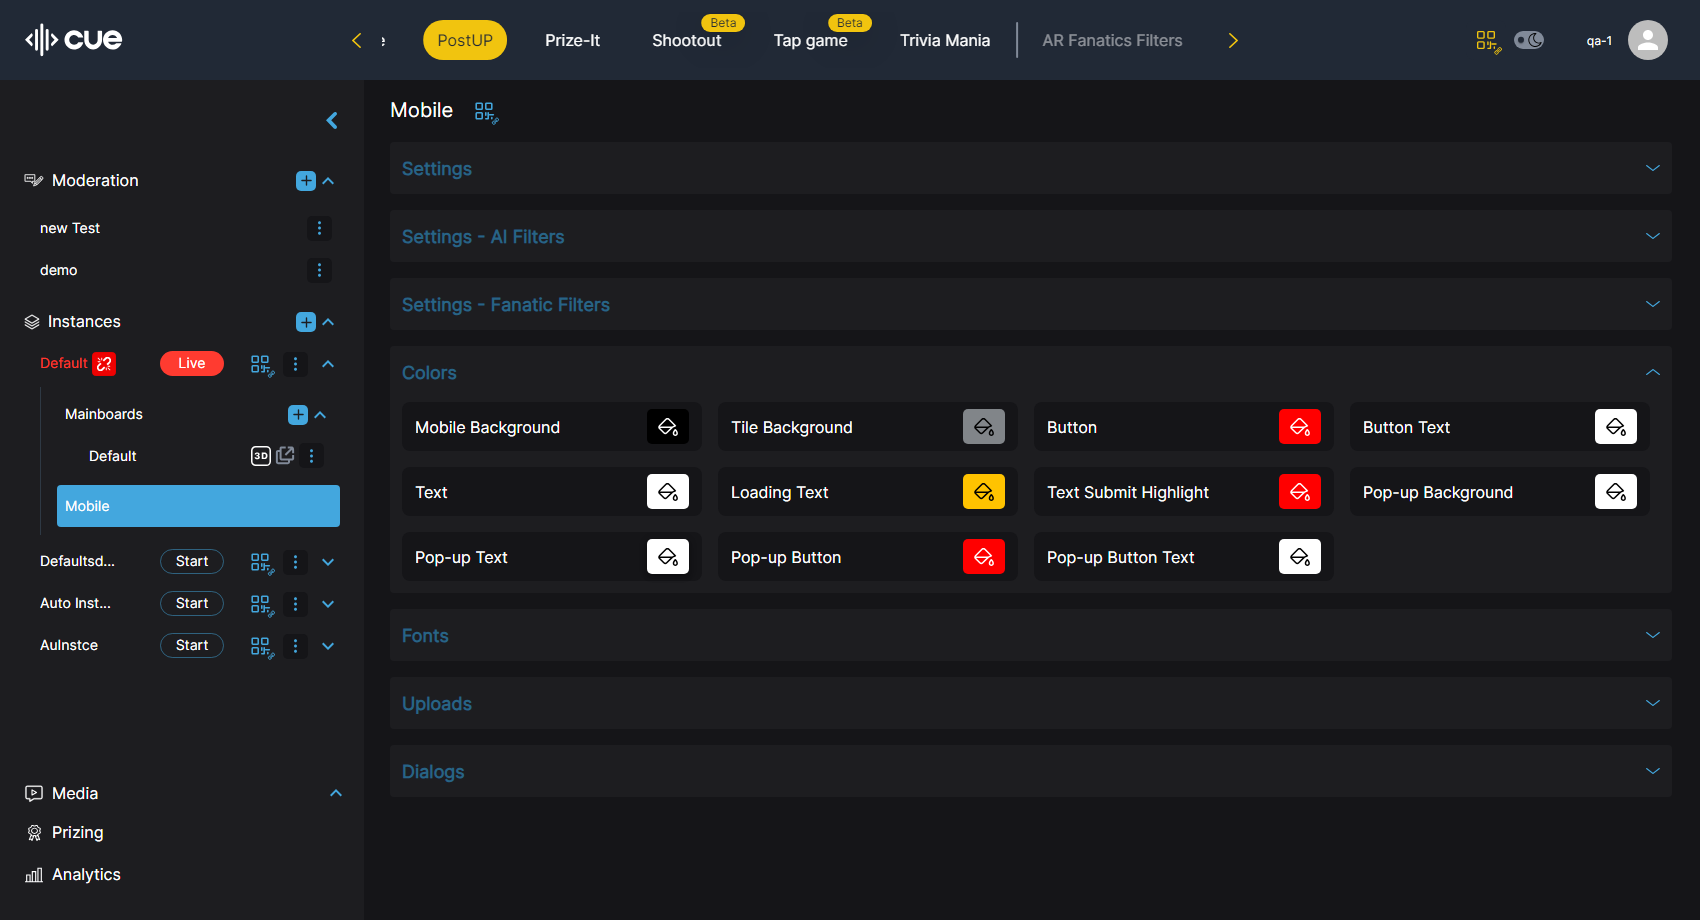 cue
PostUP
Prize-It
Shootout
Beta
Tap game
Beta
Trivia Mania
AR Fanatics Filters
qa-1
Moderation
new Test
demo
Instances
Default
Live
Mainboards
Default
3D
Mobile
Defaultsd...
Start
Auto Inst...
Start
AuInstce
Start
Media
Prizing
Analytics
Mobile
Settings
Settings - AI Filters
Settings - Fanatic Filters
Colors
Mobile Background
Tile Background
Button
Button Text
Text
Loading Text
Text Submit Highlight
Pop-up Background
Pop-up Text
Pop-up Button
Pop-up Button Text
Fonts
Uploads
Dialogs